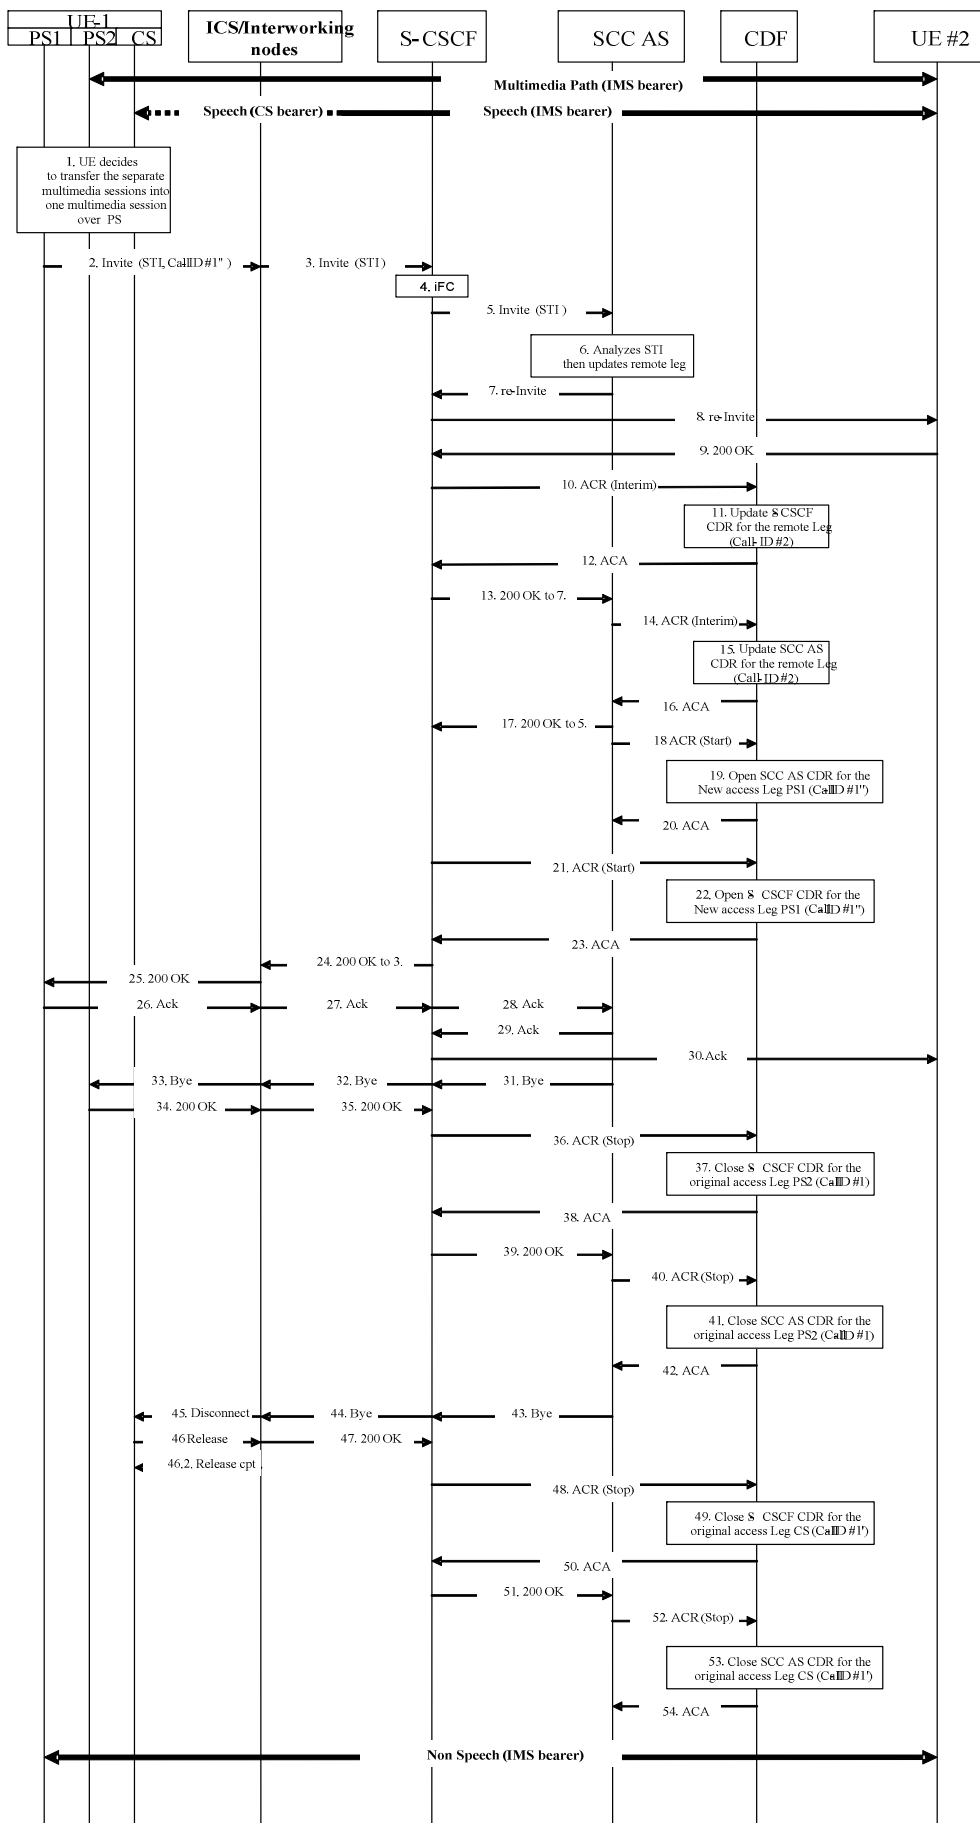 UE-1
PS1 PS2 CS
ICS/Interworking
nodes
S-CSCF
SCC AS
CDF
UE #2
Multimedia Path (IMS bearer)
Speech (CS bearer)
Speech (IMS bearer)
1. UE decides
to transfer the separate
multimedia sessions into
one multimedia session
over PS
2. Invite (STI, Call-ID #1'' )
3. Invite (STI )
4. iFC
5. Invite (STI )
6. Analyzes STI
then updates remote leg
7. re-Invite
8. re-Invite
9. 200 OK
10. ACR (Interim)
11. Update S-CSCF
CDR for the remote Leg
(Call- ID #2)
12. ACA
13. 200 OK to 7.
14. ACR (Interim)
15. Update SCC AS
CDR for the remote Leg
(Call- ID #2)
16. ACA
17. 200 OK to 5.
18 ACR (Start)
19. Open SCC AS CDR for the
New access Leg PS1 (Call-ID #1'')
20. ACA
21. ACR (Start)
22. Open S- CSCF CDR for the
New access Leg PS1 (Call-ID #1'')
23. ACA
24. 200 OK to 3.
25. 200 OK
26. Ack
27. Ack
28. Ack
29. Ack
30.Ack
33. Bye
32. Bye
31. Bye
34. 200 OK
35. 200 OK
36. ACR (Stop)
37. Close S- CSCF CDR for the
original access Leg PS2 (Call-ID #1)
38. ACA
39. 200 OK
40. ACR (Stop)
41. Close SCC AS CDR for the
original access Leg PS2 (Call-ID #1)
42. ACA
45. Disconnect
44. Bye
43. Bye
46 Release
47. 200 OK
46.2. Release cpt
48. ACR (Stop)
49. Close S- CSCF CDR for the
original access Leg CS (Call-ID #1')
50. ACA
51. 200 OK
52. ACR (Stop)
53. Close SCC AS CDR for the
original access Leg CS (Call-ID #1')
54. ACA
Non Speech (IMS bearer)